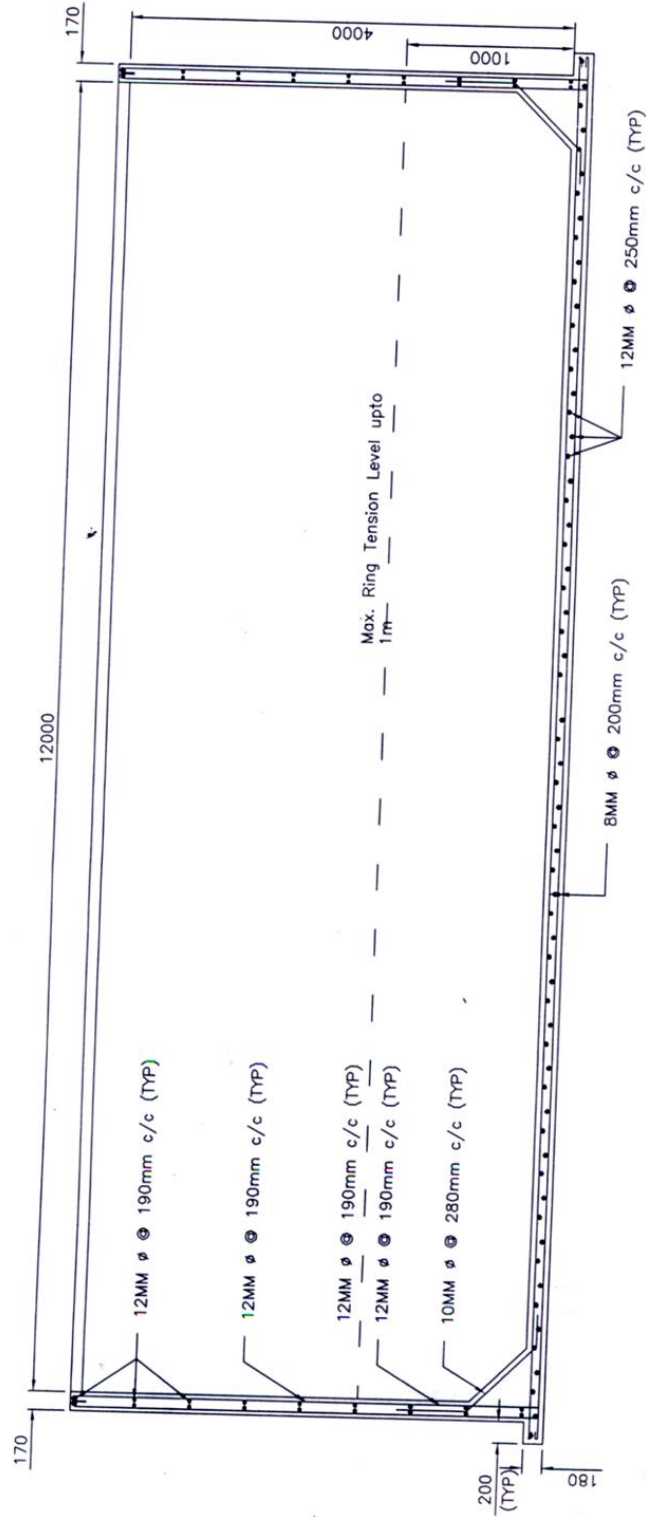 170
12000
170
4000
1000
12MM ø @ 190mm c/c (TYP)
12MM ø @ 190mm c/c (TYP)
Max. Ring Tension Level upto
1m
12MM ø @ 190mm c/c (TYP)
12MM ø @ 190mm c/c (TYP)
10MM ø @ 280mm c/c (TYP)
200
(TYP)
180
8MM ø @ 200mm c/c (TYP)
12MM ø @ 250mm c/c (TYP)